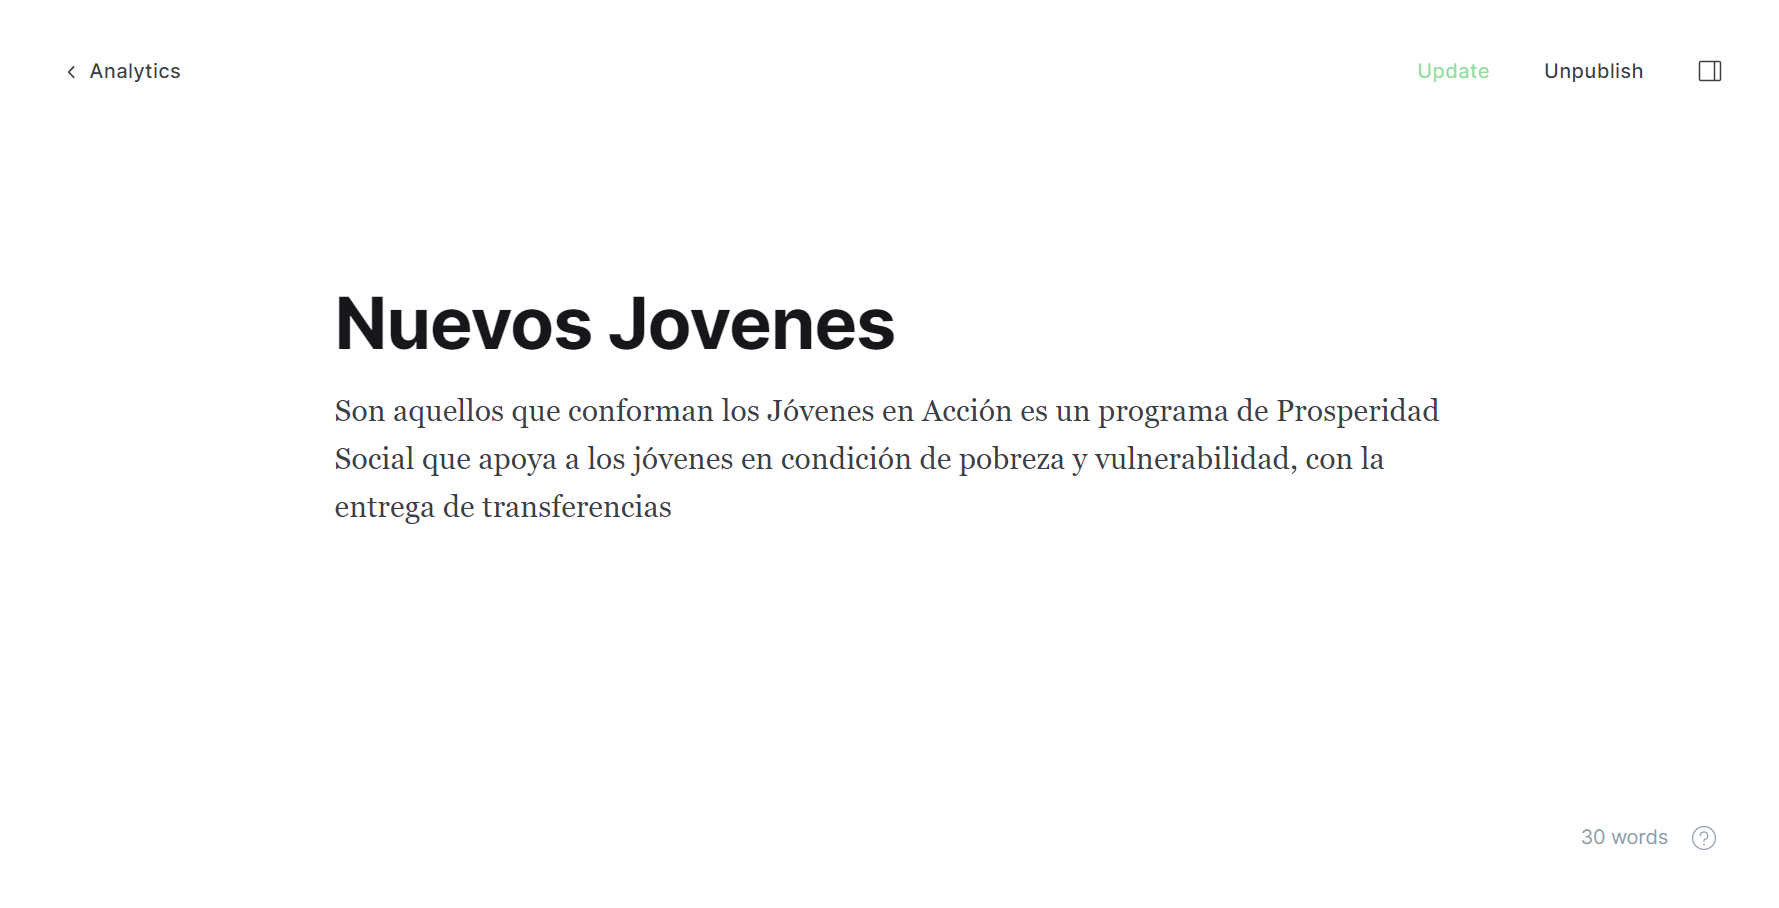 Analytics
Update
Unpublish
Nuevos Jovenes
Son aquellos que conforman los Jóvenes en Acción es un programa de Prosperidad
Social que apoya a los jóvenes en condición de pobreza y vulnerabilidad, con la
entrega de transferencias
30 words
?